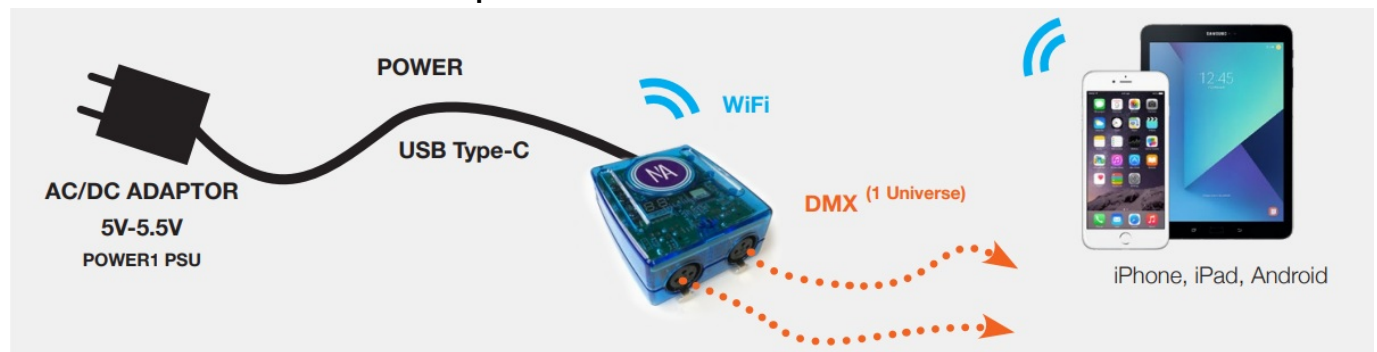 POWER
USB Type-C
AC/DC ADAPTOR
5V-5.5V
POWER1 PSU
WiFi
DMX (1 Universe)
SAMSUNG
12:45
iPhone, iPad, Android